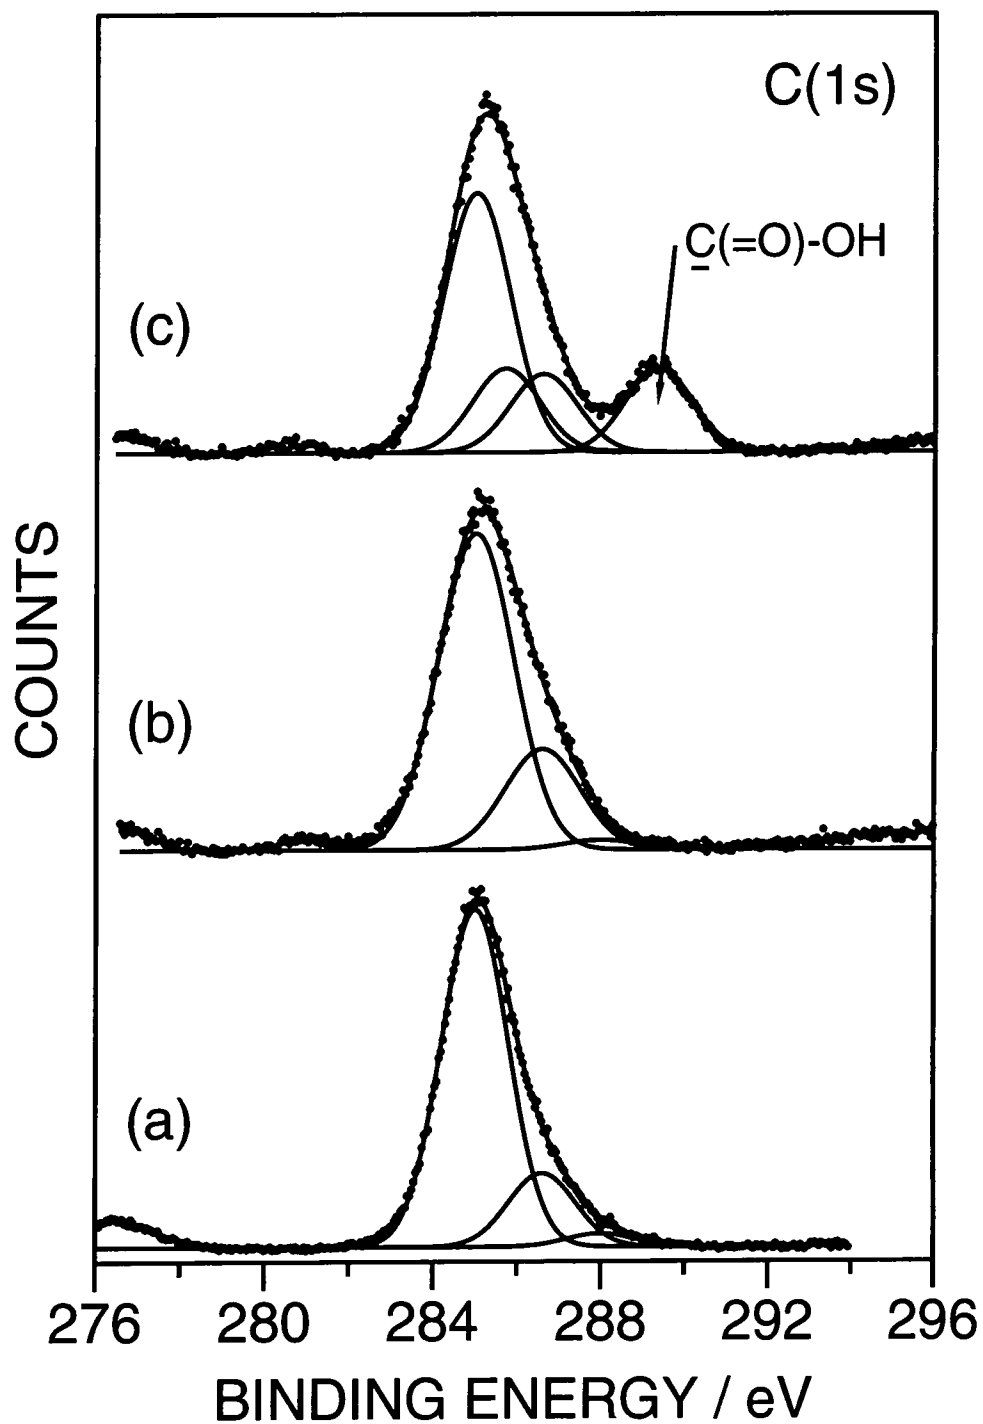 C(1s)
C(=O)-OH
(c)
(b)
(a)
COUNTS
276 280 284 288 292 296
BINDING ENERGY / eV